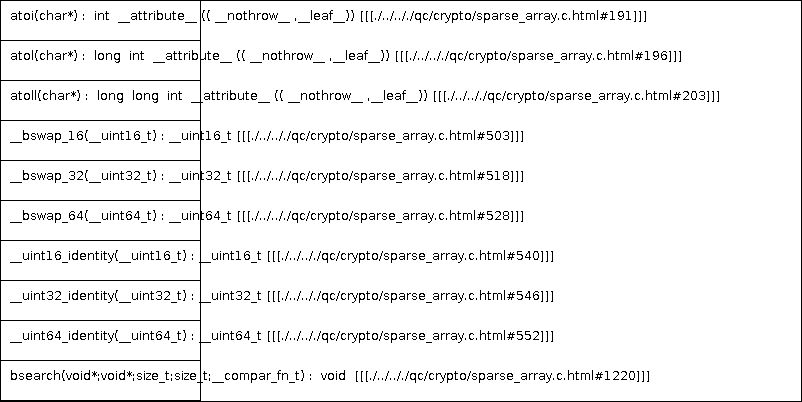 atoi(char*) : int __attribute__ (( __nothrow__ ,__leaf__)) [[[./../.././qc/crypto/sparse_array.c.html#191]]]
atol(char*) : long int __attribute__ (( __nothrow__ ,__leaf__)) [[[./../.././qc/crypto/sparse_array.c.html#196]]]
atoll(char*) : long long int __attribute__ (( __nothrow__ ,__leaf__)) [[[./../.././qc/crypto/sparse_array.c.html#203]]]
__bswap_16(__uint16_t) : __uint16_t [[[./../.././qc/crypto/sparse_array.c.html#503]]]
__bswap_32(__uint32_t) : __uint32_t [[[./../.././qc/crypto/sparse_array.c.html#518]]]
__bswap_64(__uint64_t) : __uint64_t [[[./../.././qc/crypto/sparse_array.c.html#528]]]
__uint16_identity(__uint16_t) : __uint16_t [[[./../.././qc/crypto/sparse_array.c.html#540]]]
__uint32_identity(__uint32_t) : __uint32_t [[[./../.././qc/crypto/sparse_array.c.html#546]]]
__uint64_identity(__uint64_t) : __uint64_t [[[./../.././qc/crypto/sparse_array.c.html#552]]]
bsearch(void*;void*;size_t;size_t;__compar_fn_t) : void [[[./../.././qc/crypto/sparse_array.c.html#1220]]]